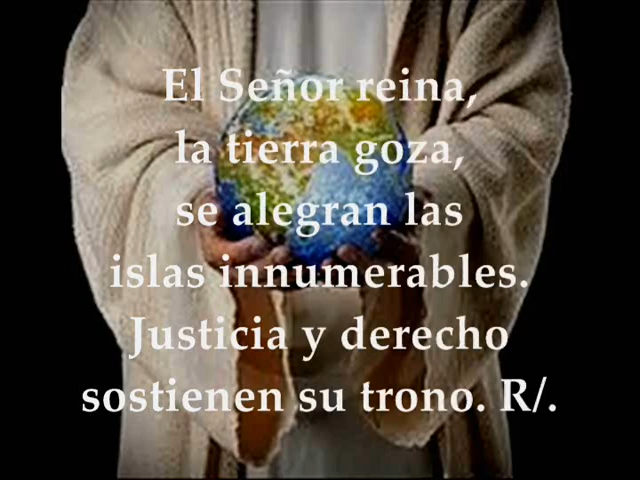 El Señor reina,
la tierra goza,
se alegran las
islas innumerables.
Justicia y derecho
sostienen su trono. R/.